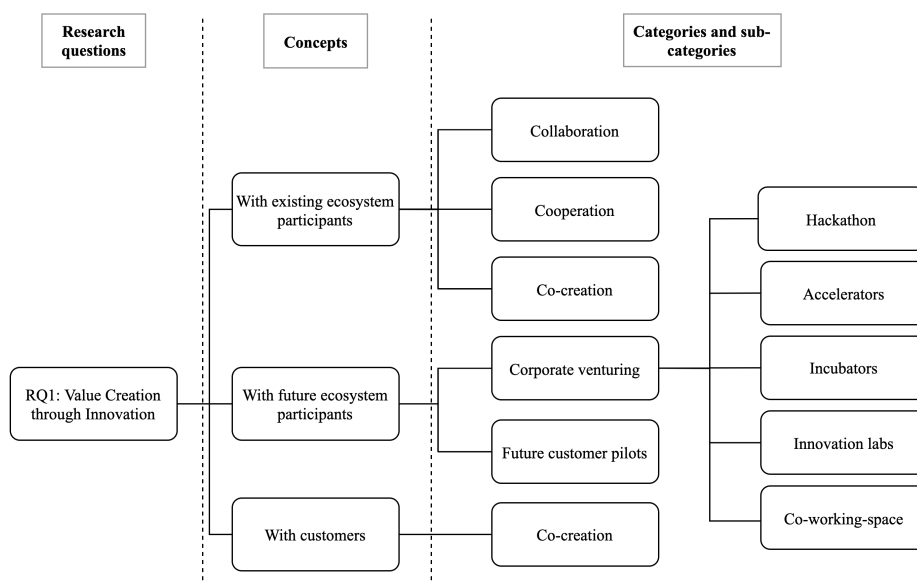 Research
questions
Concepts
Categories and sub-
categories
Collaboration
With existing ecosystem
participants
Cooperation
Hackathon
Co-creation
Accelerators
RQ1: Value Creation
through Innovation
With future ecosystem
participants
Corporate venturing
Incubators
Future customer pilots
Innovation labs
With customers
Co-creation
Co-working-space